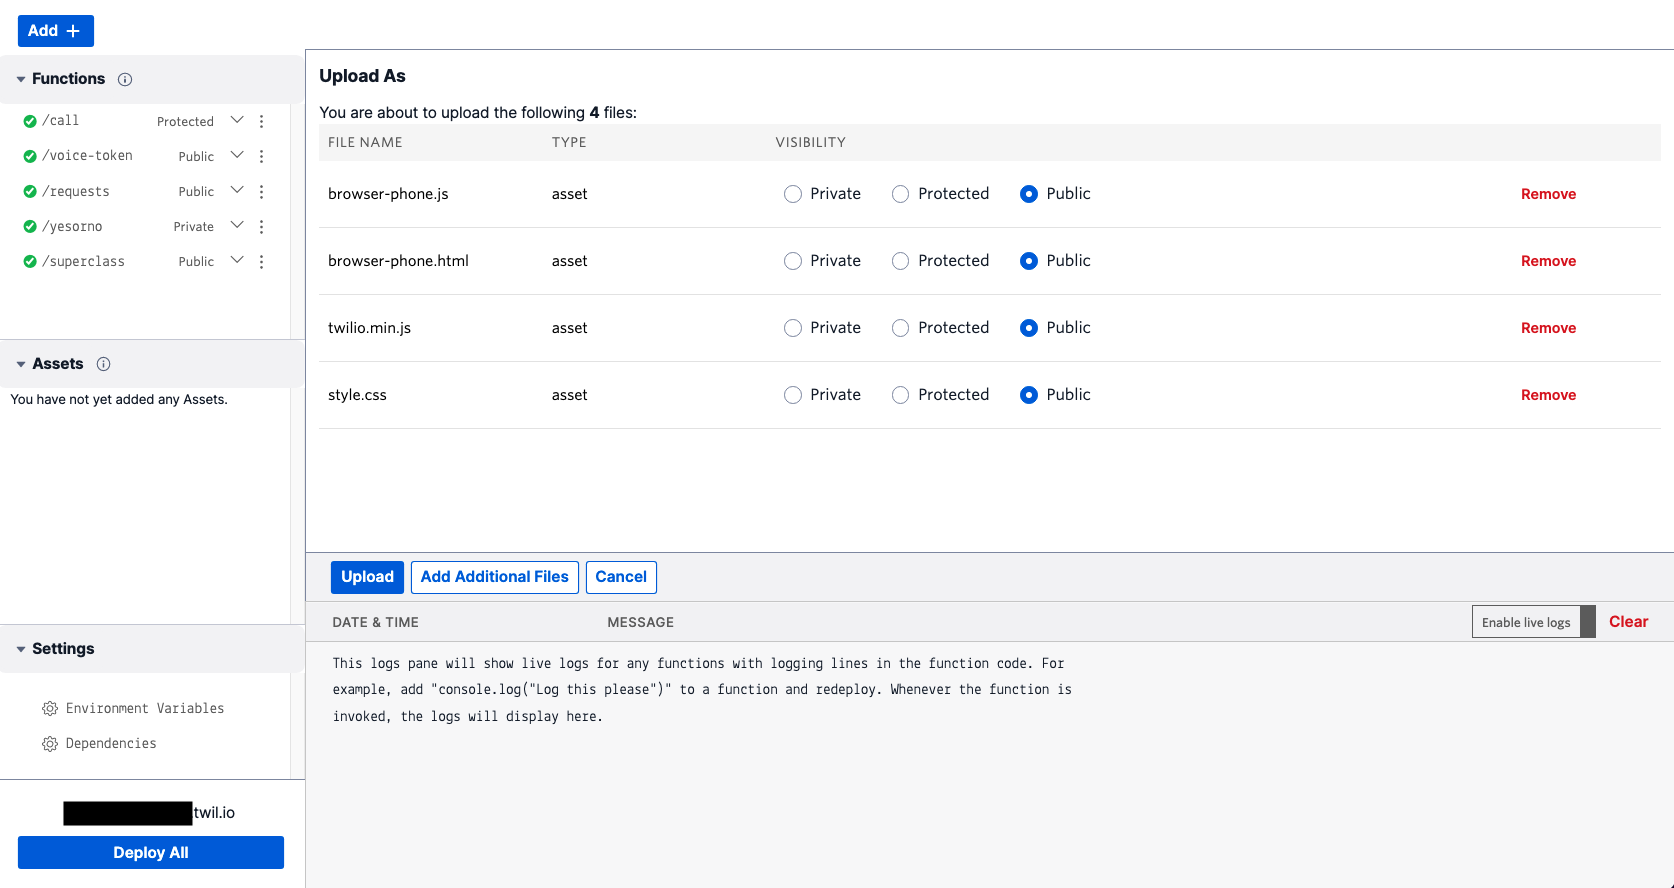 Add +
Functions
/call Protected
/voice-token Public
/requests Public
/yesorno Private
/superclass Public
Assets
You have not yet added any Assets.
Settings
Environment Variables
Dependencies
.twil.io
Deploy All
Upload As
You are about to upload the following 4 files:
FILE NAME TYPE VISIBILITY
browser-phone.js asset Private Protected Public Remove
browser-phone.html asset Private Protected Public Remove
twilio.min.js asset Private Protected Public Remove
style.css asset Private Protected Public Remove
Upload Add Additional Files Cancel
DATE & TIME MESSAGE Enable live logs Clear
This logs pane will show live logs for any functions with logging lines in the function code. For
example, add "console.log("Log this please")" to a function and redeploy. Whenever the function is
invoked, the logs will display here.